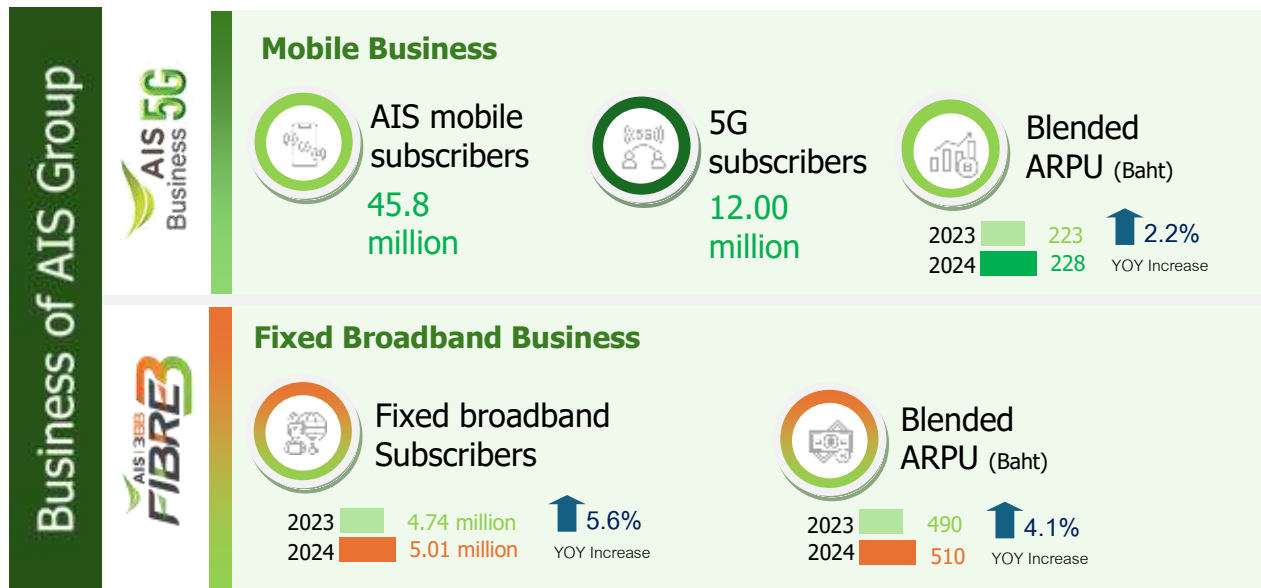 Business of AIS Group
AIS 5G
Business
Mobile Business
AIS mobile
subscribers
45.8
million
5G
subscribers
12.00
million
Blended
ARPU (Baht)
2023 223
2024 228
2.2%
YOY Increase
AIS 3BB
FIBRE3
Fixed Broadband Business
Fixed broadband
Subscribers
2023 4.74 million
2024 5.01 million
5.6%
YOY Increase
Blended
ARPU (Baht)
2023 490
2024 510
4.1%
YOY Increase